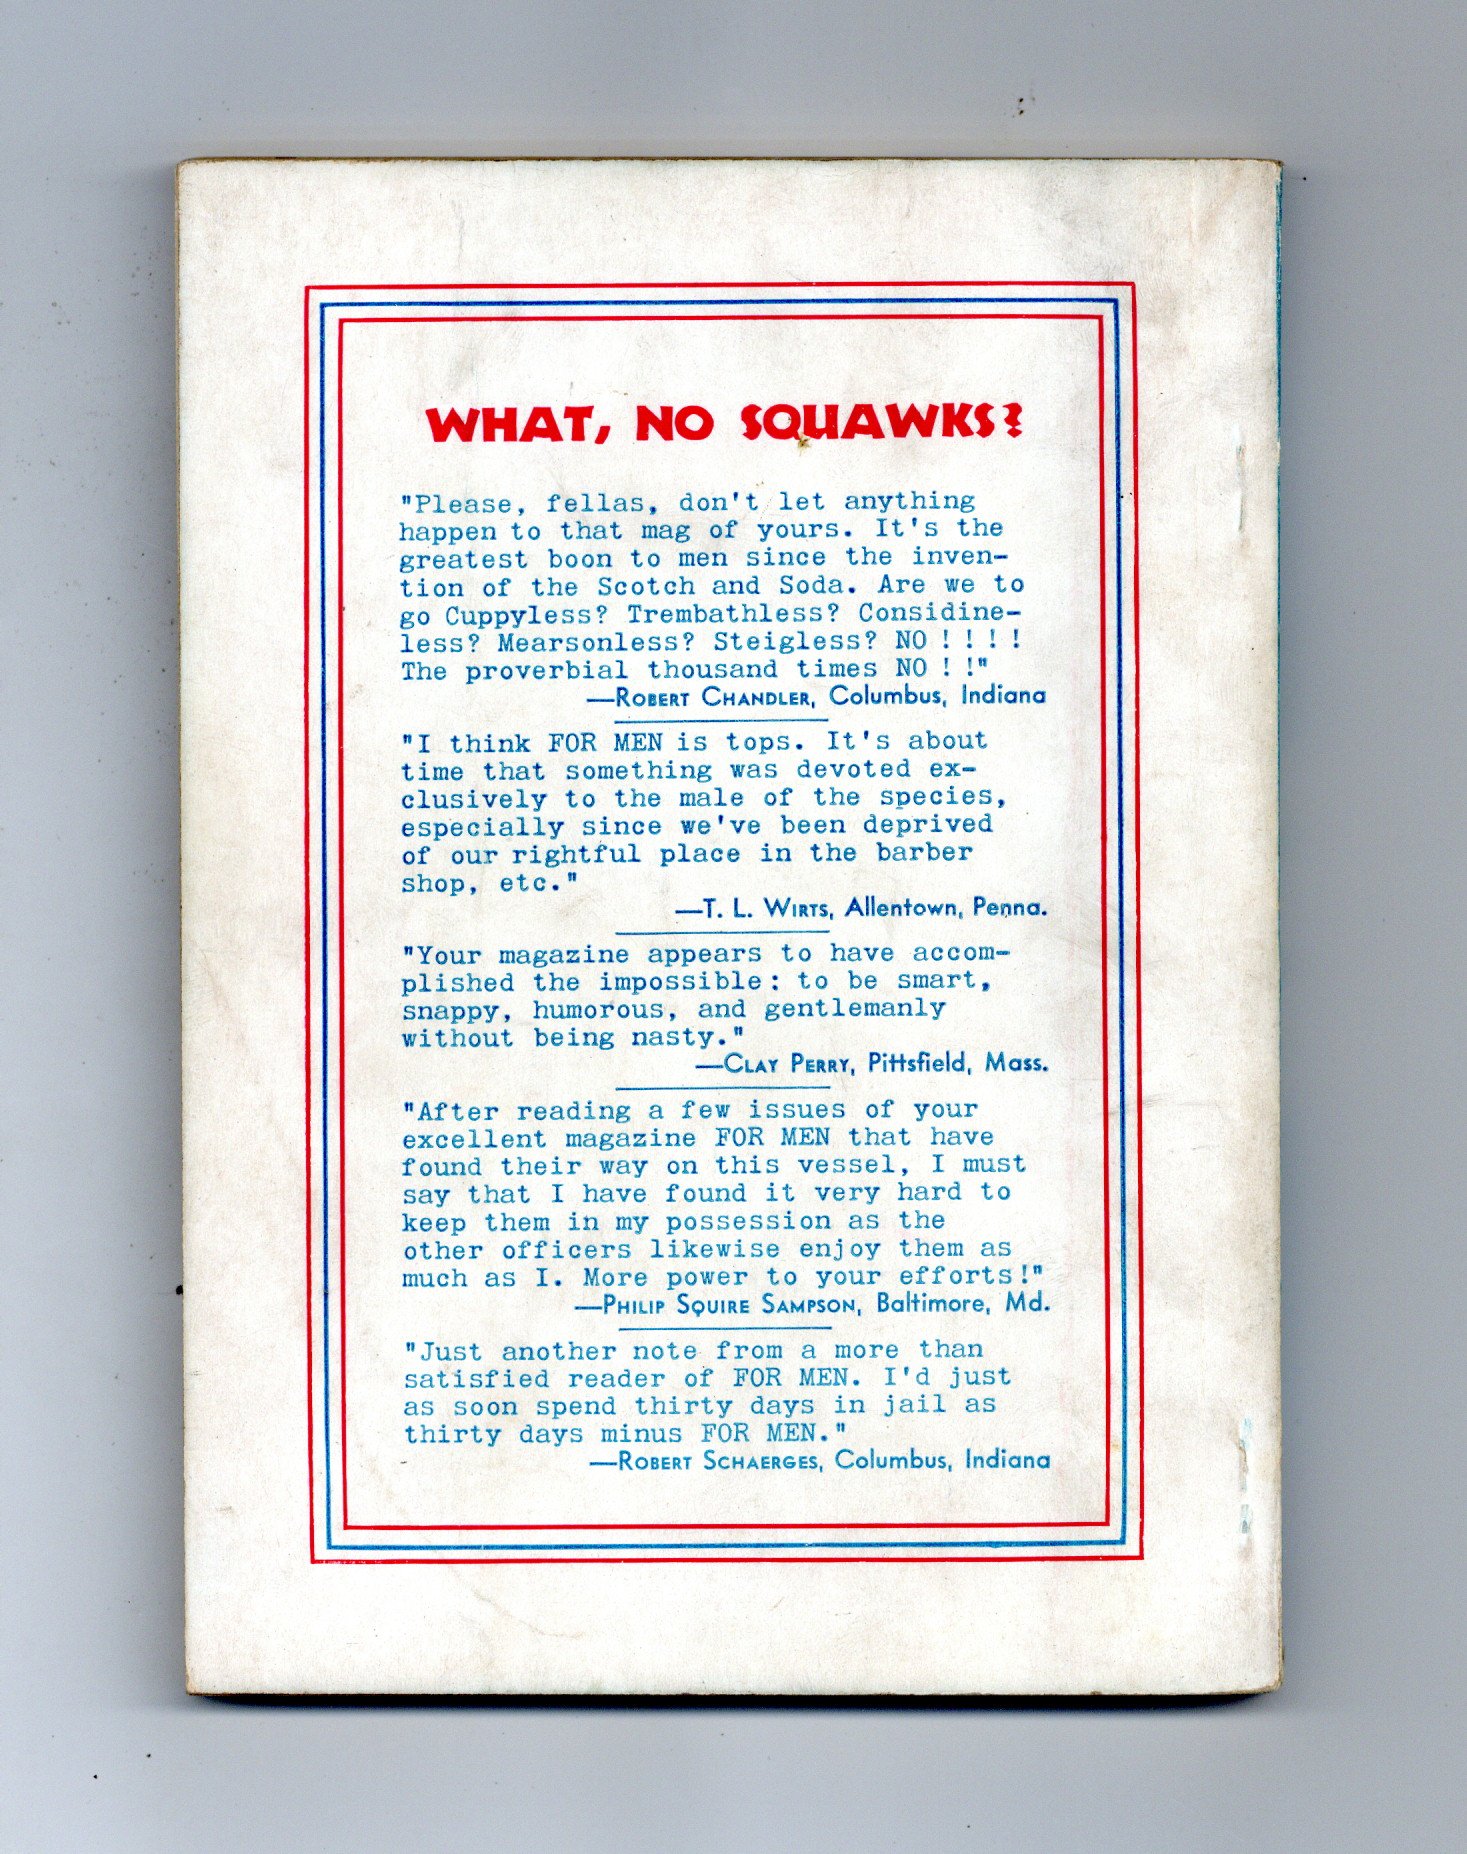 WHAT, NO SQUAWKS?
"Please, fellas, don't let anything
happen to that mag of yours. It's the
greatest boon to men since the inven-
tion of the Scotch and Soda. Are we to
go Cuppyless? Trembathless? Considine-
less? Mearsonless? Steigless? NO ! ! ! !
The proverbial thousand times NO ! !"
—ROBERT CHANDLER, Columbus, Indiana
"I think FOR MEN is tops. It's about
time that something was devoted ex-
clusively to the male of the species,
especially since we've been deprived
of our rightful place in the barber
shop, etc."
—T. L. WIRTS, Allentown, Penna.
"Your magazine appears to have accom-
plished the impossible: to be smart,
snappy, humorous, and gentlemanly
without being nasty."
—CLAY PERRY, Pittsfield, Mass.
"After reading a few issues of your
excellent magazine FOR MEN that have
found their way on this vessel, I must
say that I have found it very hard to
keep them in my possession as the
other officers likewise enjoy them as
much as I. More power to your efforts!"
—PHILIP SQUIRE SAMPSON, Baltimore, Md.
"Just another note from a more than
satisfied reader of FOR MEN. I'd just
as soon spend thirty days in jail as
thirty days minus FOR MEN."
—ROBERT SCHAERGES, Columbus, Indiana